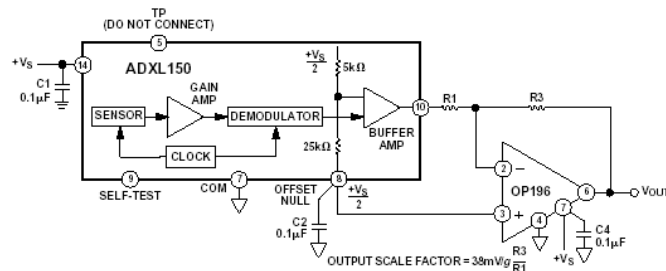 TP
(DO NOT CONNECT)
5
+VS
14
C1
0.1µF
ADXL150
+VS
2
5kΩ
GAIN
AMP
SENSOR
DEMODULATOR
BUFFER
AMP
10
R1
R3
25kΩ
CLOCK
9
SELF-TEST
COM
7
OFFSET
NULL
8
+VS
2
2
−
OP196
6
VOUT
3
+
4
7
C2
0.1µF
C4
0.1µF
+VS
OUTPUT SCALE FACTOR = 38mV/g R3
R1